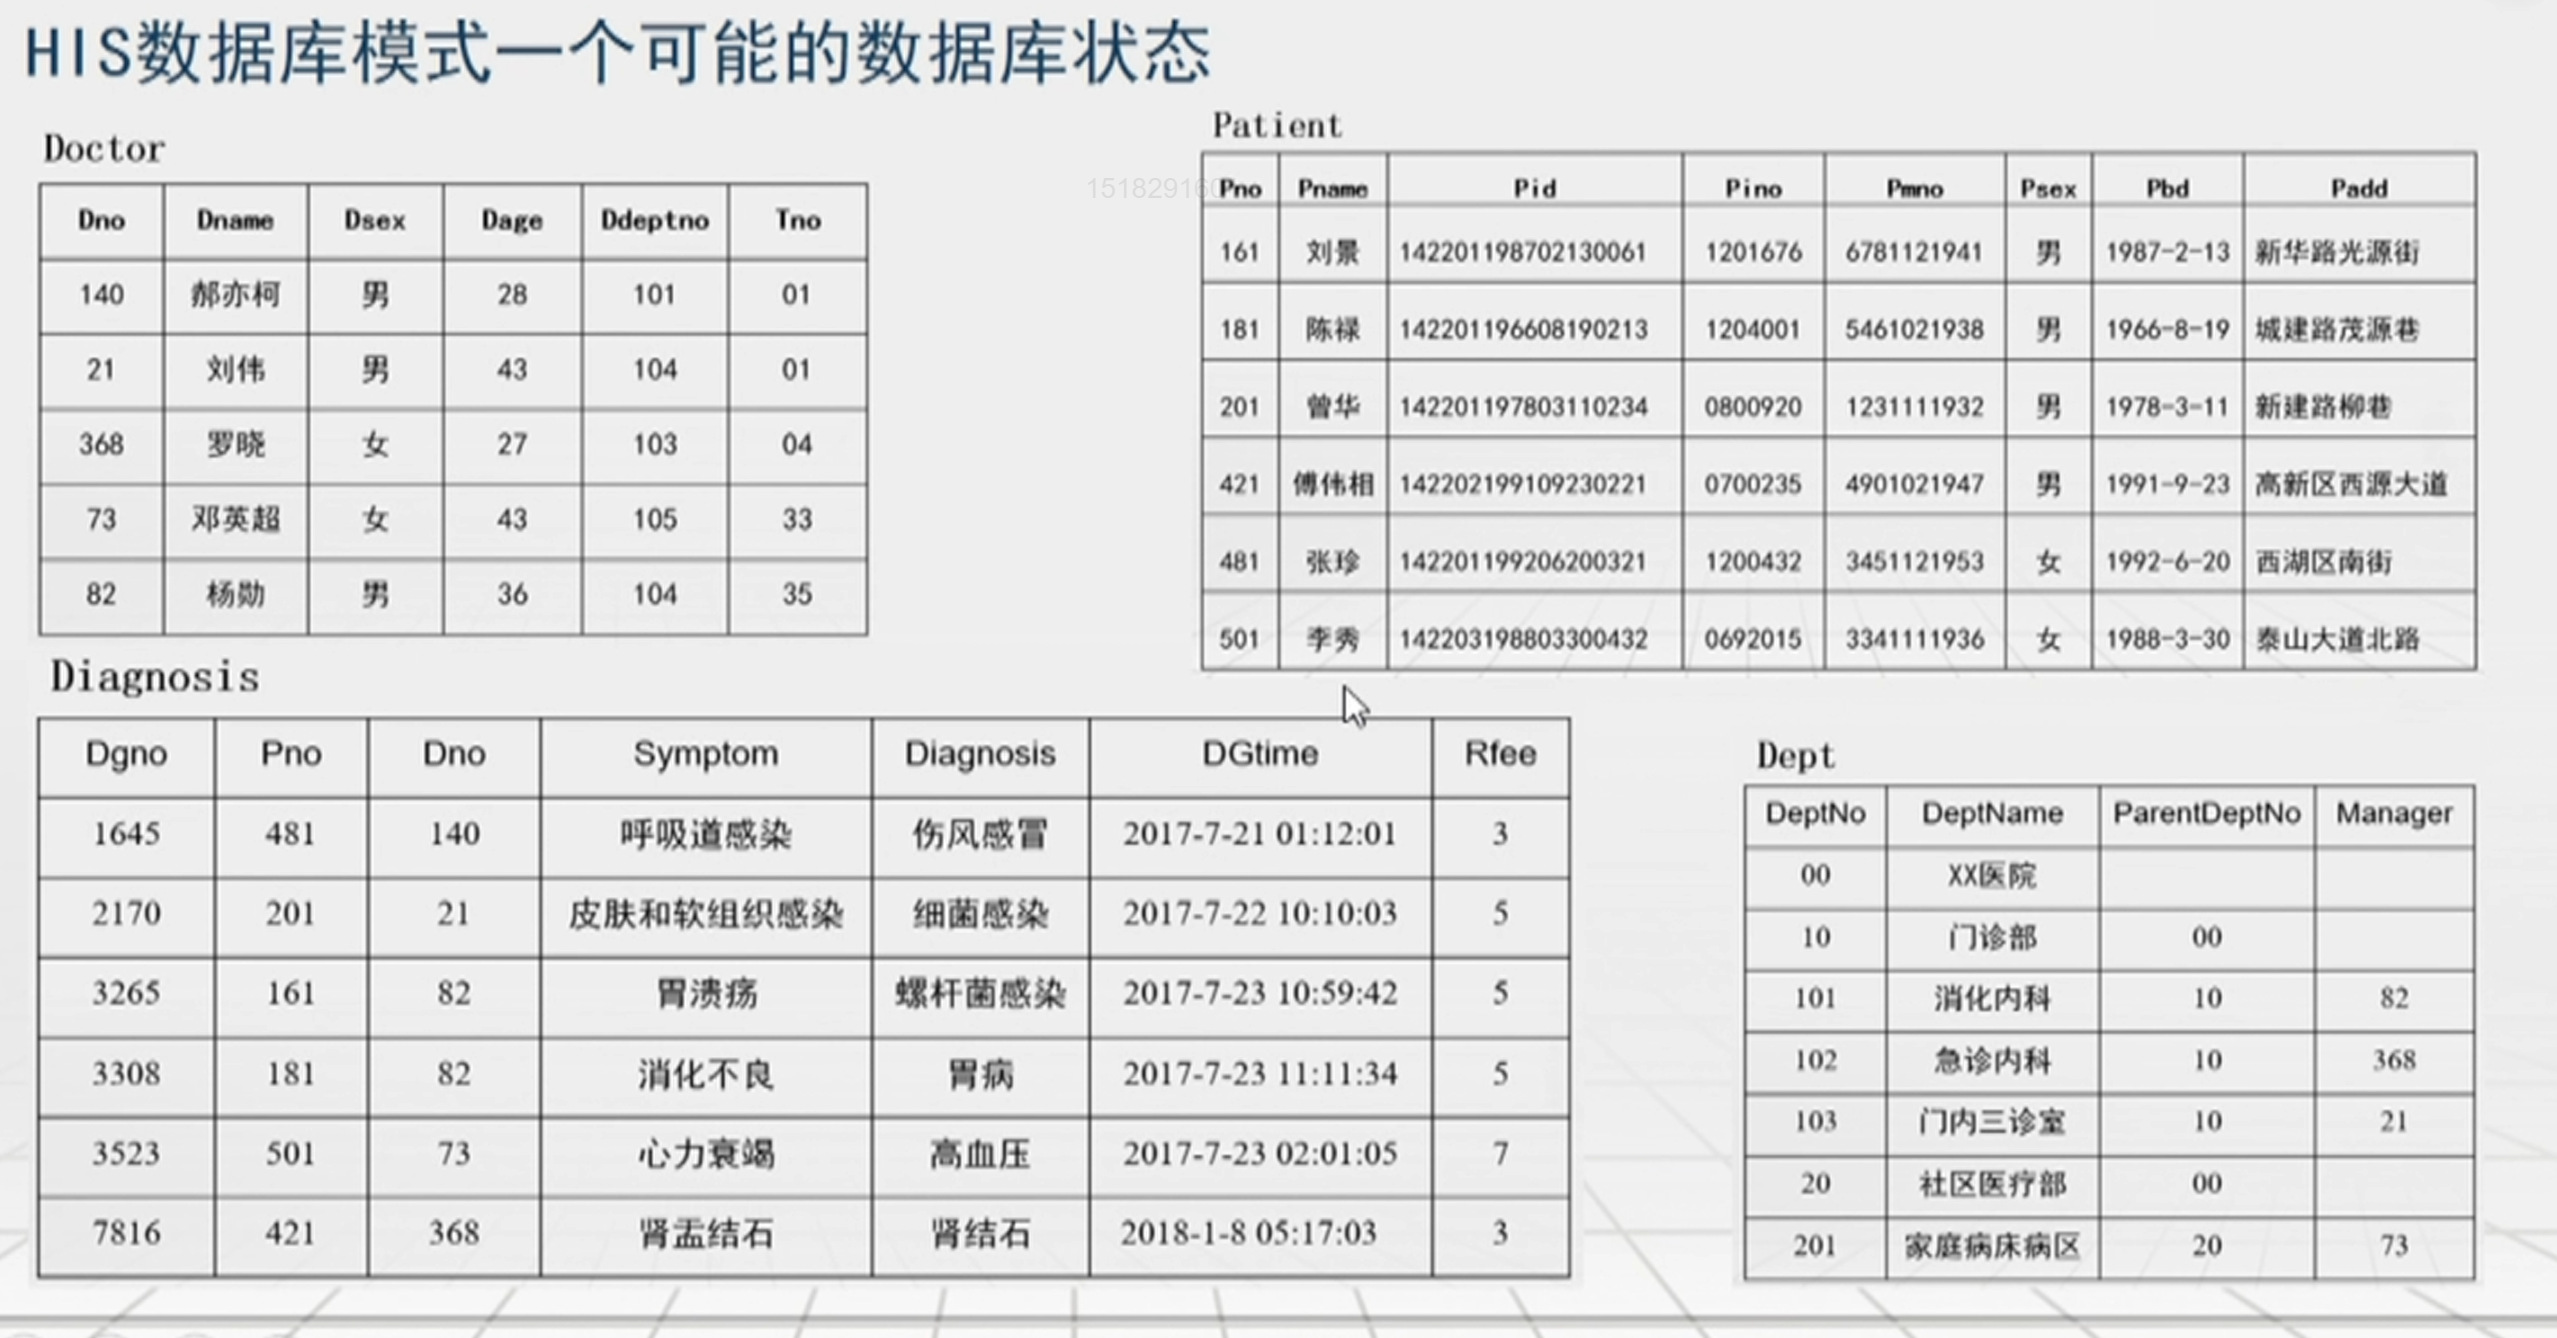 HIS数据库模式一个可能的数据库状态
Doctor
Dno Dname Dsex Dage Ddeptno Tno
140 郝亦柯 男 28 101 01
21 刘伟 男 43 104 01
368 罗晓 女 27 103 04
73 邓英超 女 43 105 33
82 杨勋 男 36 104 35
Patient
Pno Pname Pid Pino Pmno Psex Pbd Padd
161 刘景 142201198702130061 1201676 6781121941 男 1987-2-13 新华路光源街
181 陈禄 142201196608190213 1204001 5461021938 男 1966-8-19 城建路茂源巷
201 曾华 142201197803110234 0800920 1231111932 男 1978-3-11 新建路柳巷
421 傅伟相 142202199109230221 0700235 4901021947 男 1991-9-23 高新区西源大道
481 张珍 142201199206200321 1200432 3451121953 女 1992-6-20 西湖区南街
501 李秀 142203198803300432 0692015 3341111936 女 1988-3-30 泰山大道北路
Diagnosis
Dgno Pno Dno Symptom Diagnosis DGtime Rfee
1645 481 140 呼吸道感染 伤风感冒 2017-7-21 01:12:01 3
2170 201 21 皮肤和软组织感染 细菌感染 2017-7-22 10:10:03 5
3265 161 82 胃溃疡 螺杆菌感染 2017-7-23 10:59:42 5
3308 181 82 消化不良 胃病 2017-7-23 11:11:34 5
3523 501 73 心力衰竭 高血压 2017-7-23 02:01:05 7
7816 421 368 肾盂结石 肾结石 2018-1-8 05:17:03 3
Dept
DeptNo DeptName ParentDeptNo Manager
00 XX医院
10 门诊部 00
101 消化内科 10 82
102 急诊内科 10 368
103 门内三诊室 10 21
20 社区医疗部 00
201 家庭病床病区 20 73